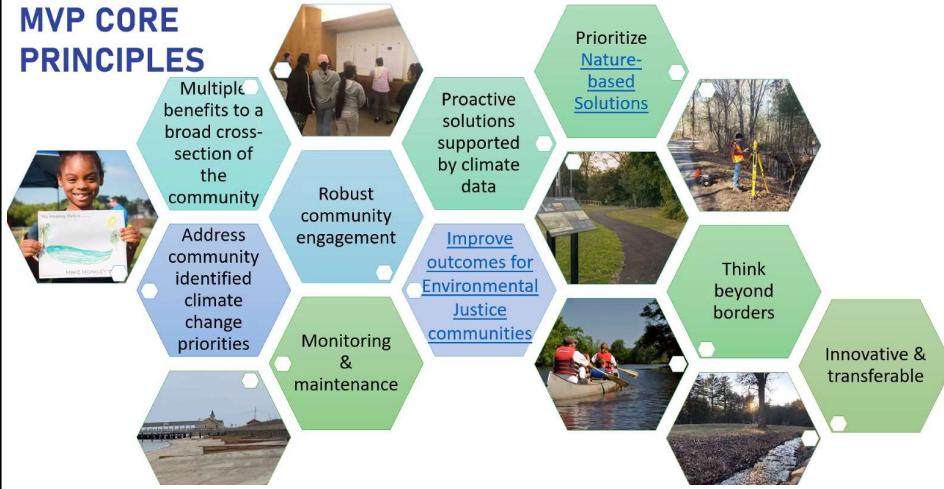 MVP CORE
PRINCIPLES
Multiple
benefits to a
broad cross-
section of
the
community
Address
community
identified
climate
change
priorities
Robust
community
engagement
Monitoring
&
maintenance
Proactive
solutions
supported
by climate
data
Improve
outcomes for
Environmental
Justice
communities
Prioritize
Nature-
based
Solutions
Think
beyond
borders
Innovative &
transferable